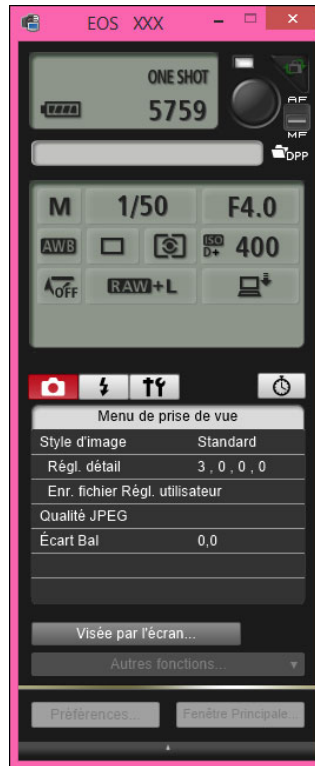 EOS XXX
ONE SHOT
5759
AF
MF
DPP
M 1/50 F4.0
AWB ISO D+ 400
OFF RAW+L
Menu de prise de vue
Style d'image Standard
Régl. détail 3 , 0 , 0 , 0
Enr. fichier Régl. utilisateur
Qualité JPEG
Écart Bal 0,0
Visée par l'écran...
Autres fonctions...
Préférences... Fenêtre Principale...